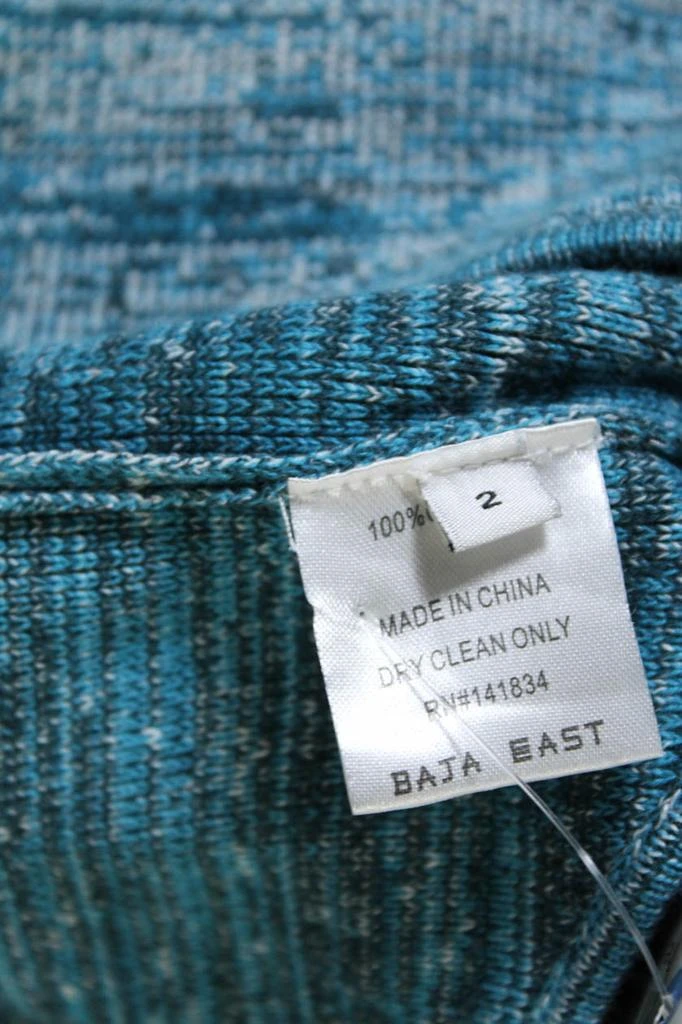 2
100%
MADE IN CHINA
DRY CLEAN ONLY
RN#141834
BAJA EAST